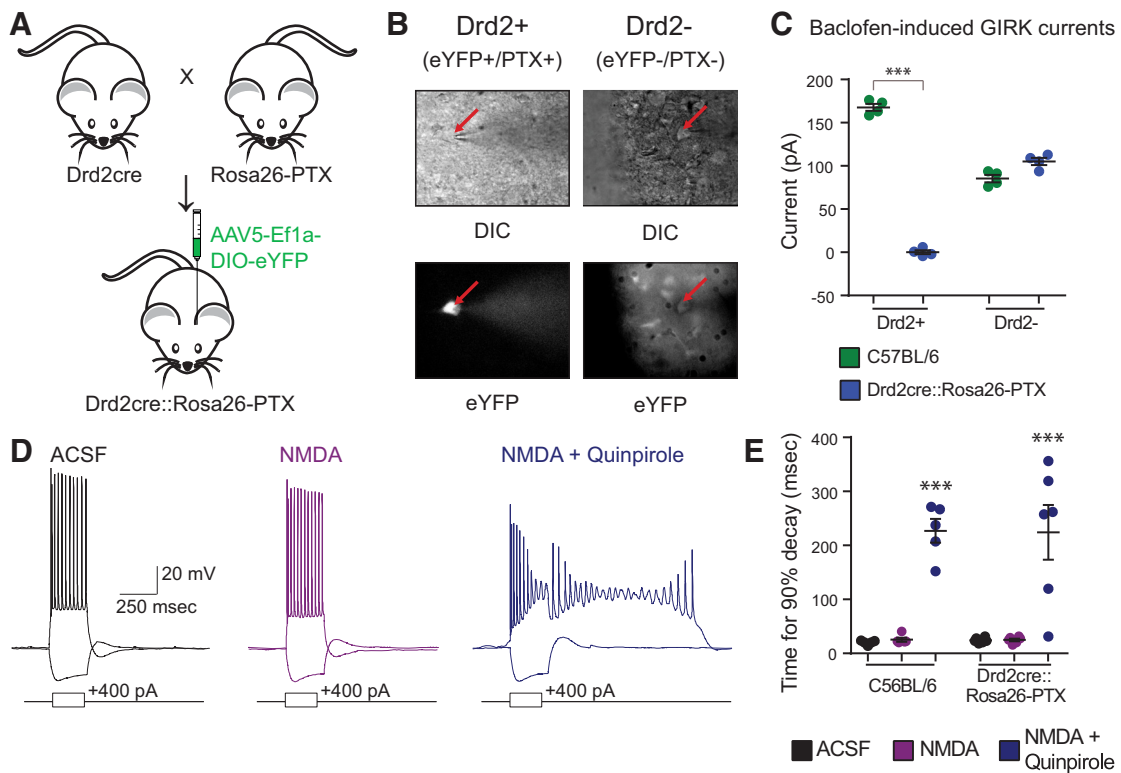 A
Drd2cre
X
Rosa26-PTX
AAV5-Ef1a-
DIO-eYFP
Drd2cre::Rosa26-PTX
B
Drd2+
(eYFP+/PTX+)
Drd2-
(eYFP-/PTX-)
DIC
DIC
eYFP
eYFP
C
Baclofen-induced GIRK currents
Current (pA)
200
150
100
50
0
-50
***
Drd2+
Drd2-
C57BL/6
Drd2cre::Rosa26-PTX
D
ACSF
NMDA
NMDA + Quinpirole
20 mV
250 msec
+400 pA
+400 pA
+400 pA
E
Time for 90% decay (msec)
400
300
200
100
0
***
***
C56BL/6
Drd2cre::
Rosa26-PTX
ACSF
NMDA
NMDA +
Quinpirole